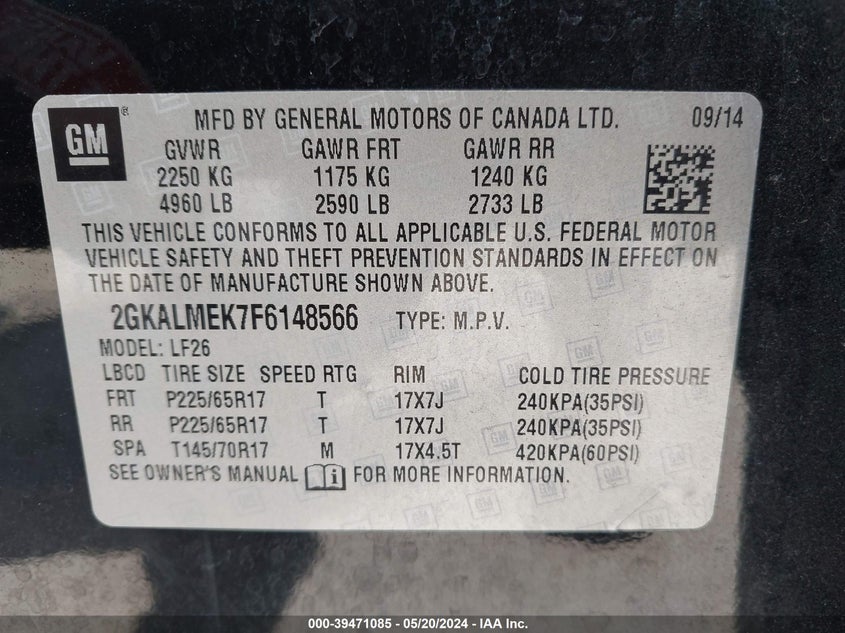 GM ® MFD BY GENERAL MOTORS OF CANADA LTD. 09/14
GVWR GAWR FRT GAWR RR
2250 KG 1175 KG 1240 KG
4960 LB 2590 LB 2733 LB
THIS VEHICLE CONFORMS TO ALL APPLICABLE U.S. FEDERAL MOTOR
VEHICLE SAFETY AND THEFT PREVENTION STANDARDS IN EFFECT ON
THE DATE OF MANUFACTURE SHOWN ABOVE.
2GKALMEK7F6148566 TYPE: M.P.V.
MODEL: LF26
LBCD TIRE SIZE SPEED RTG RIM COLD TIRE PRESSURE
FRT P225/65R17 T 17X7J 240KPA(35PSI)
RR P225/65R17 T 17X7J 240KPA(35PSI)
SPA T145/70R17 M 17X4.5T 420KPA(60PSI)
SEE OWNER'S MANUAL FOR MORE INFORMATION.
000-39471085 - 05/20/2024 - IAA Inc.